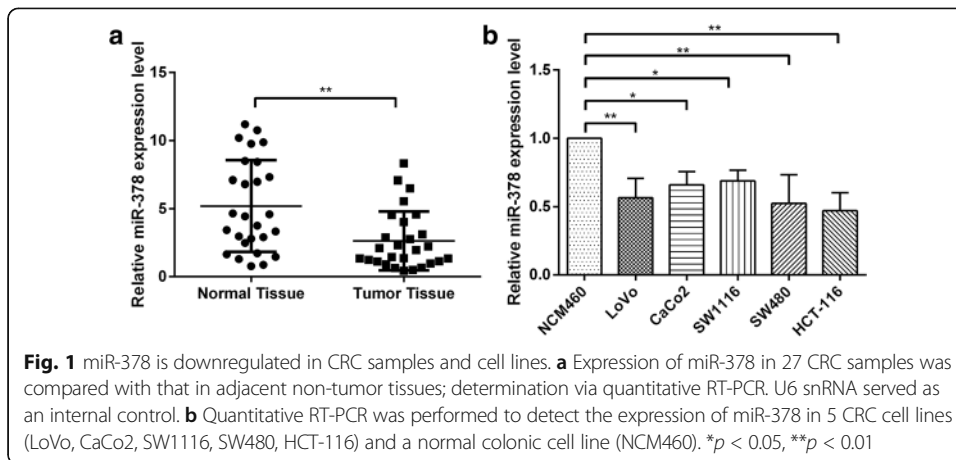 a
Relative miR-378 expression level
15
10
5
0
**
Normal Tissue
Tumor Tissue
b
Relative miR-378 expression level
1.5
1.0
0.5
0.0
**
**
*
*
**
NCM460
LoVo
CaCo2
SW1116
SW480
HCT-116
Fig. 1 miR-378 is downregulated in CRC samples and cell lines. a Expression of miR-378 in 27 CRC samples was
compared with that in adjacent non-tumor tissues; determination via quantitative RT-PCR. U6 snRNA served as
an internal control. b Quantitative RT-PCR was performed to detect the expression of miR-378 in 5 CRC cell lines
(LoVo, CaCo2, SW1116, SW480, HCT-116) and a normal colonic cell line (NCM460). *p < 0.05, **p < 0.01